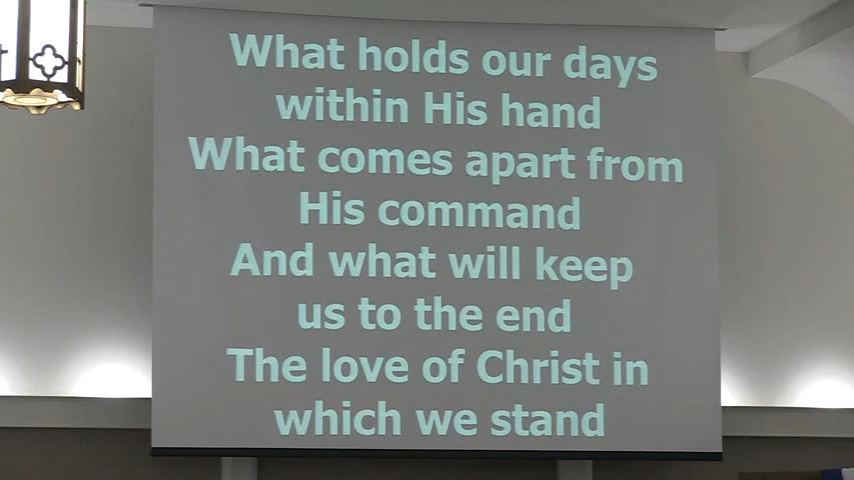 What holds our days
within His hand
What comes apart from
His command
And what will keep
us to the end
The love of Christ in
which we stand